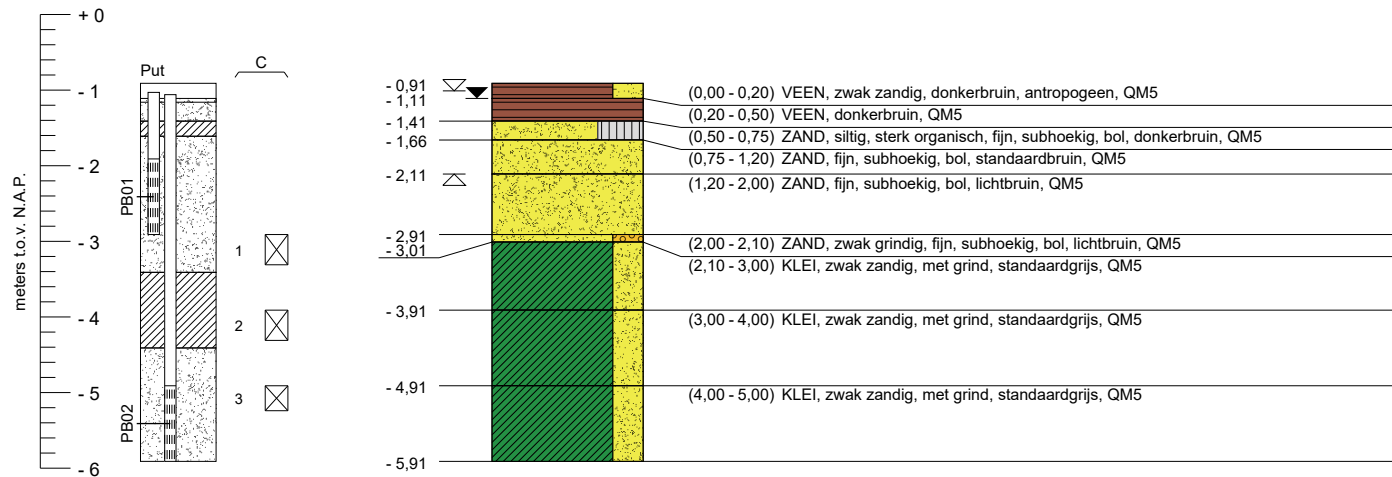 + 0
- 1
- 2
- 3
- 4
- 5
- 6
meters t.o.v. N.A.P.
Put
PB01
PB02
C
1
2
3
- 0,91
- 1,11
- 1,41
- 1,66
- 2,11
- 2,91
- 3,01
- 3,91
- 4,91
- 5,91
(0,00 - 0,20) VEEN, zwak zandig, donkerbruin, antropogeen, QM5
(0,20 - 0,50) VEEN, donkerbruin, QM5
(0,50 - 0,75) ZAND, siltig, sterk organisch, fijn, subhoekig, bol, donkerbruin, QM5
(0,75 - 1,20) ZAND, fijn, subhoekig, bol, standaardbruin, QM5
(1,20 - 2,00) ZAND, fijn, subhoekig, bol, lichtbruin, QM5
(2,00 - 2,10) ZAND, zwak grindig, fijn, subhoekig, bol, lichtbruin, QM5
(2,10 - 3,00) KLEI, zwak zandig, met grind, standaardgrijs, QM5
(3,00 - 4,00) KLEI, zwak zandig, met grind, standaardgrijs, QM5
(4,00 - 5,00) KLEI, zwak zandig, met grind, standaardgrijs, QM5